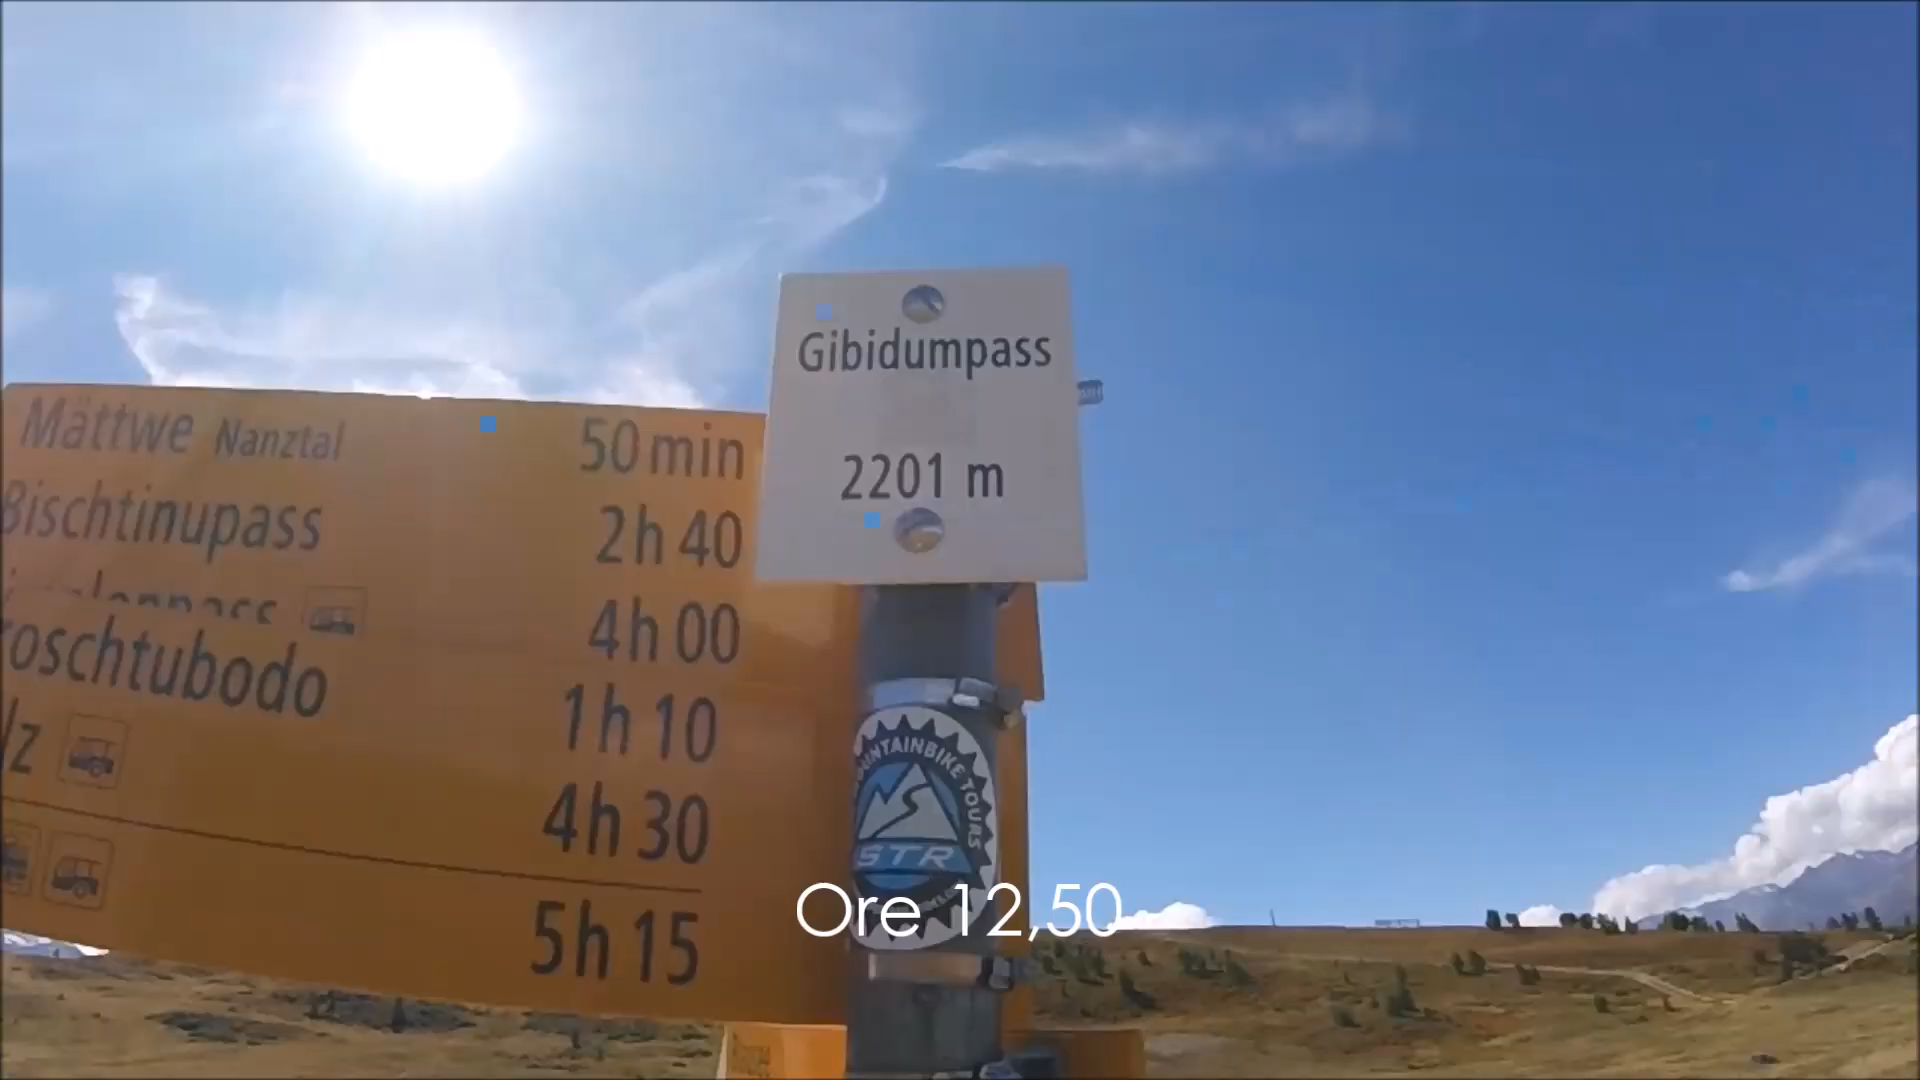 Gibidumpass
2201 m
Mättwe Nanztal 50 min
Bischtinupass 2h 40
4h 00
oschtubodo 1h 10
lz 4h 30
5h 15
MOUNTAINBIKE TOURS
STR
Ore 12,50